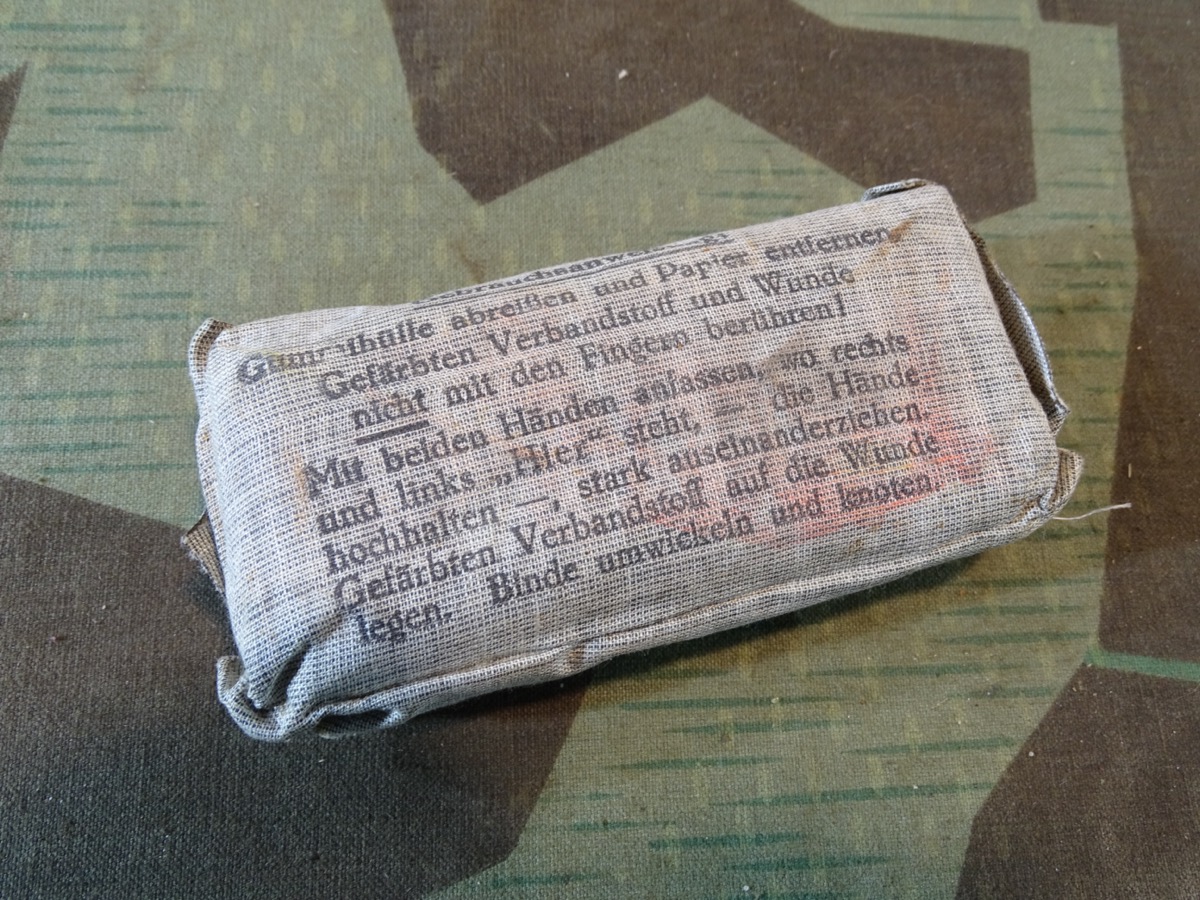 Gebrauchsanweisung:
Gummihülle abreißen und Papier entfernen
Gefärbten Verbandstoff und Wunde
nicht mit den Fingern berühren!
Mit beiden Händen anfassen, wo rechts
und links „Hier“ steht, — die Hände
hochhalten —, stark auseinanderziehen.
Gefärbten Verbandstoff auf die Wunde
legen. Binde umwickeln und knoten.